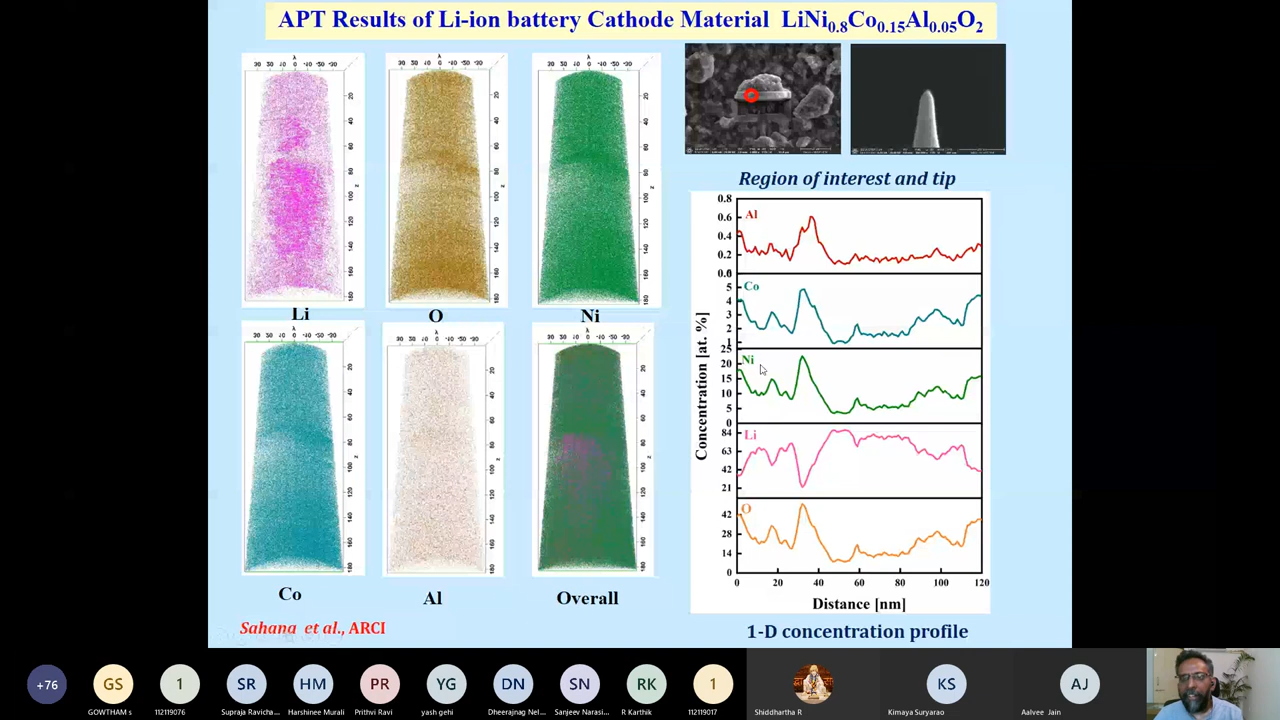 APT Results of Li-ion battery Cathode Material LiNi0.8Co0.15Al0.05O2
Li
O
Ni
Co
Al
Overall
Sahana et al., ARCI
Region of interest and tip
Concentration [at. %]
Al
0.8
0.6
0.4
0.2
0.0
Co
5
4
3
2
1
Ni
25
20
15
10
5
0
Li
84
63
42
21
O
42
28
14
0
0 20 40 60 80 100 120
Distance [nm]
1-D concentration profile
+76
GS
1
SR
HM
PR
YG
DN
SN
RK
1
KS
AJ
GOWTHAM s
112119076
Supraja Ravicha...
Harshinee Murali
Prithvi Ravi
yash gehi
Dheerajnag Nel...
Sanjeev Narasi...
R Karthik
112119017
Shiddhartha R
Kimaya Suryarao
Aalvee Jain